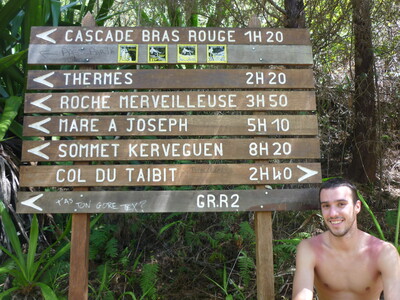 CASCADE BRAS ROUGE 1H20
THERMES 2H20
ROCHE MERVEILLEUSE 3H50
MARE A JOSEPH 5H10
SOMMET KERVEGUEN 8H20
COL DU TAIBIT 2H40
GR.R2